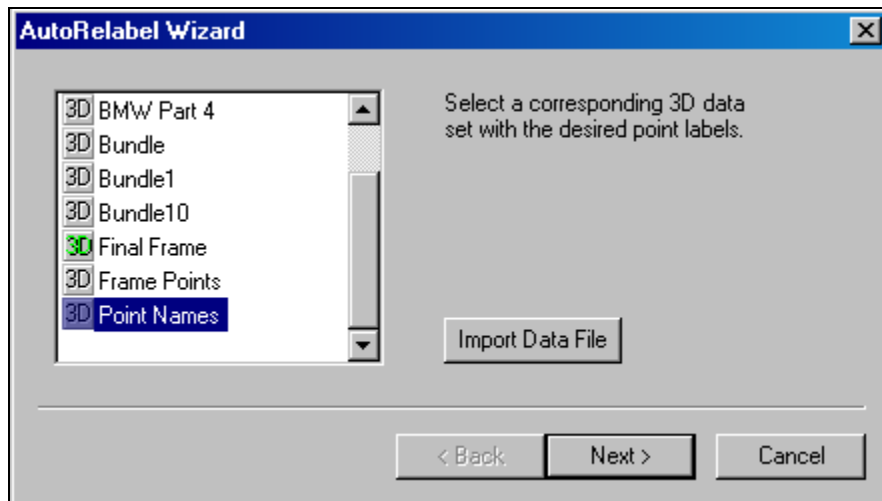 AutoRelabel Wizard
3D BMW Part 4
3D Bundle
3D Bundle1
3D Bundle10
3D Final Frame
3D Frame Points
3D Point Names
Select a corresponding 3D data
set with the desired point labels.
Import Data File
< Back
Next >
Cancel